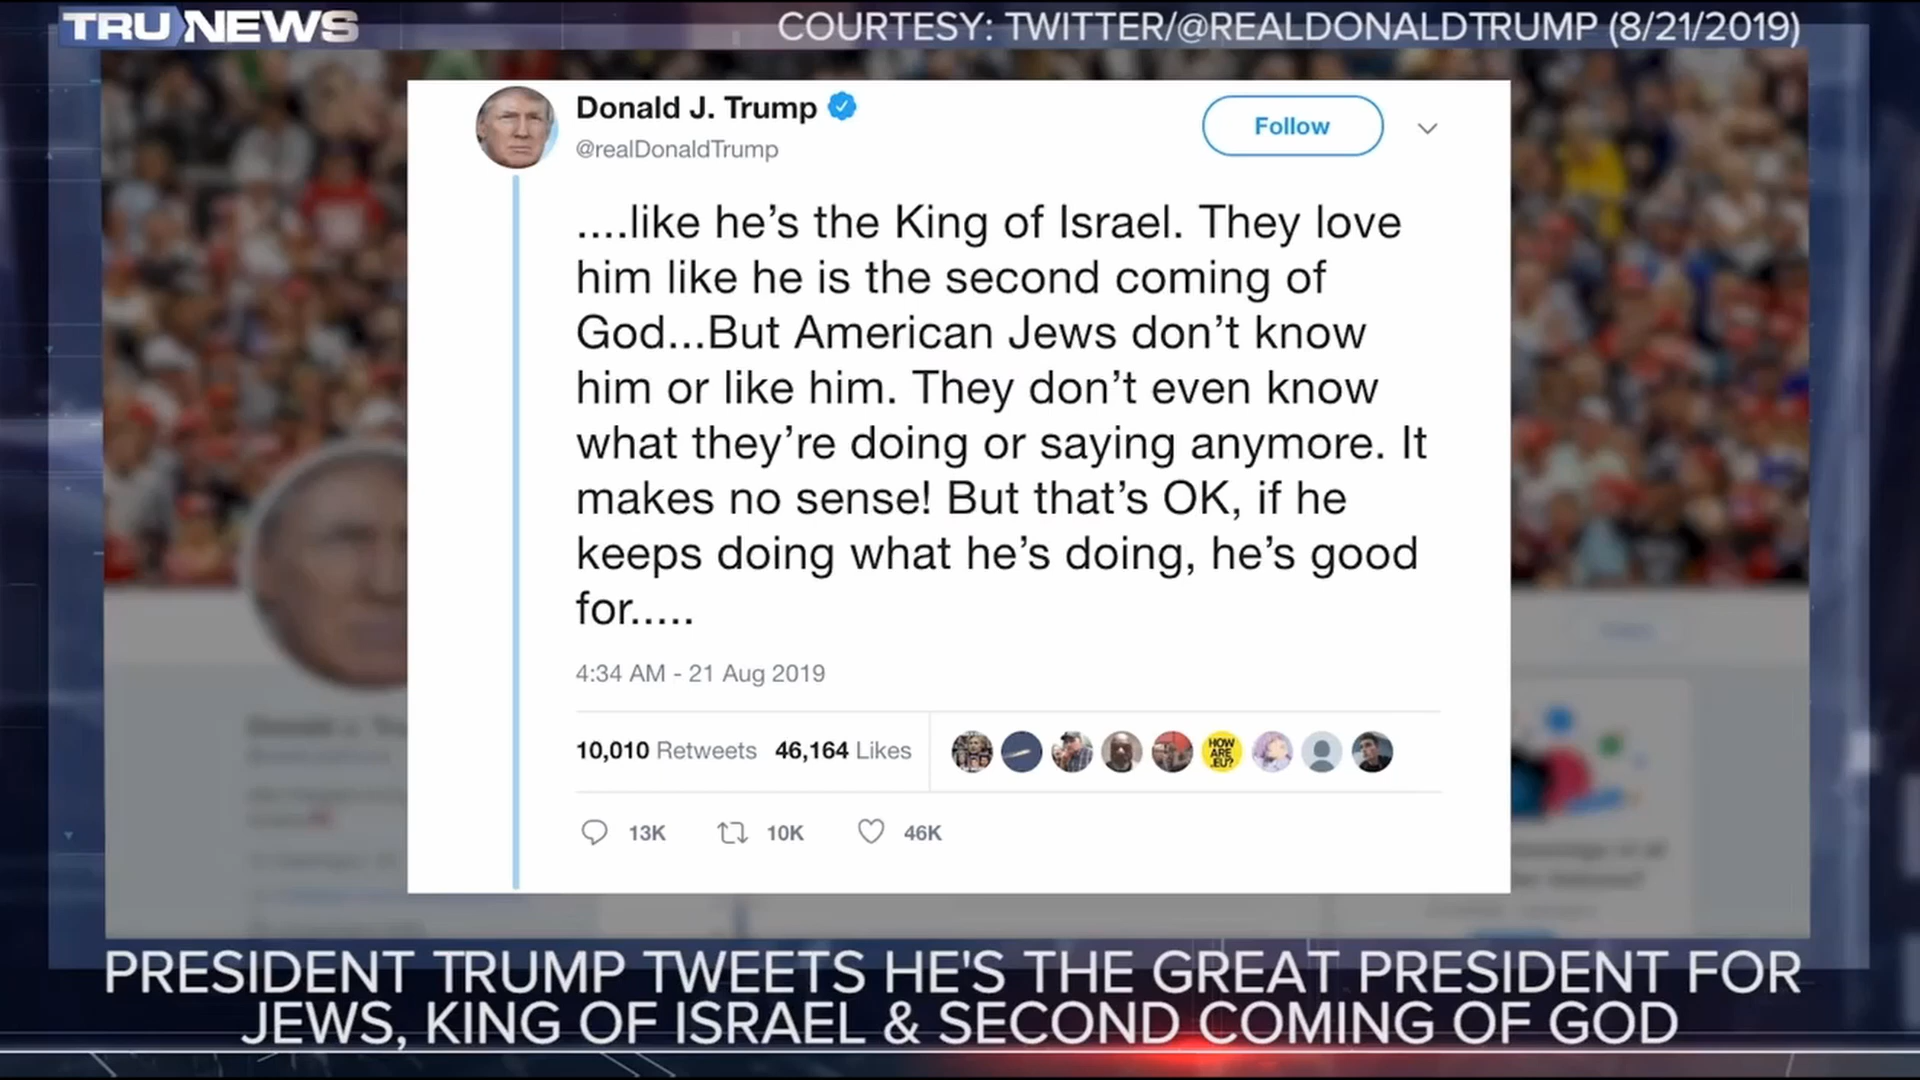 TRUNEWS
COURTESY: TWITTER/@REALDONALDTRUMP (8/21/2019)
Donald J. Trump
Follow
@realDonaldTrump
....like he’s the King of Israel. They love
him like he is the second coming of
God...But American Jews don’t know
him or like him. They don’t even know
what they’re doing or saying anymore. It
makes no sense! But that’s OK, if he
keeps doing what he’s doing, he’s good
for.....
4:34 AM - 21 Aug 2019
10,010 Retweets 46,164 Likes
HOW
ARE
.EU?
13K 10K 46K
PRESIDENT TRUMP TWEETS HE'S THE GREAT PRESIDENT FOR
JEWS, KING OF ISRAEL & SECOND COMING OF GOD